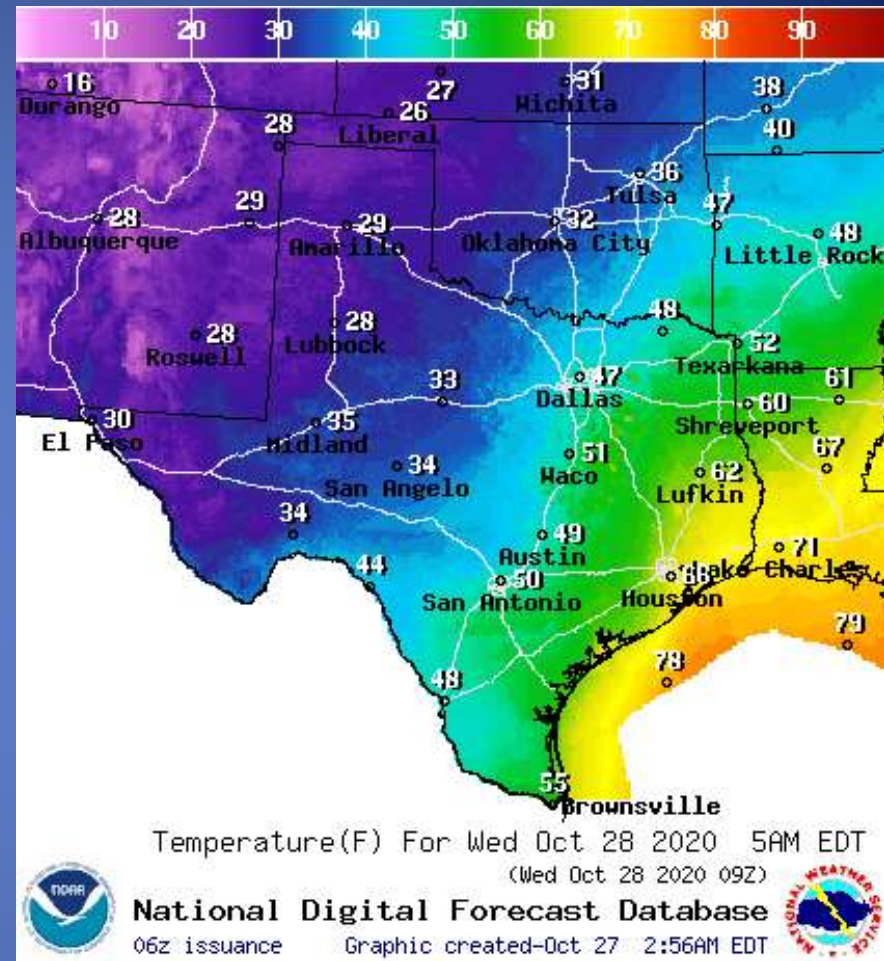 10 20 30 40 50 60 70 80 90
16 27 31 38
Durango Wichita
26
Liberal
28 40
36
Tulsa
28 29 29 32 47 48
Albuquerque Amarillo Oklahoma City Little Rock
28 28 48 52
Roswell Lubbock Texarkana
33 47 60 61
Dallas Shreveport
30 35
El Paso Midland
34 51 62 67
San Angelo Waco Lufkin
34 49 71
Austin Lake Charles
44 50 68
San Antonio Houston
48 78 79
55
Brownsville
Temperature(F) For Wed Oct 28 2020 5AM EDT
(Wed Oct 28 2020 09Z)
NOAA
National Digital Forecast Database
06z issuance Graphic created-Oct 27 2:56AM EDT
NATIONAL WEATHER SERVICE